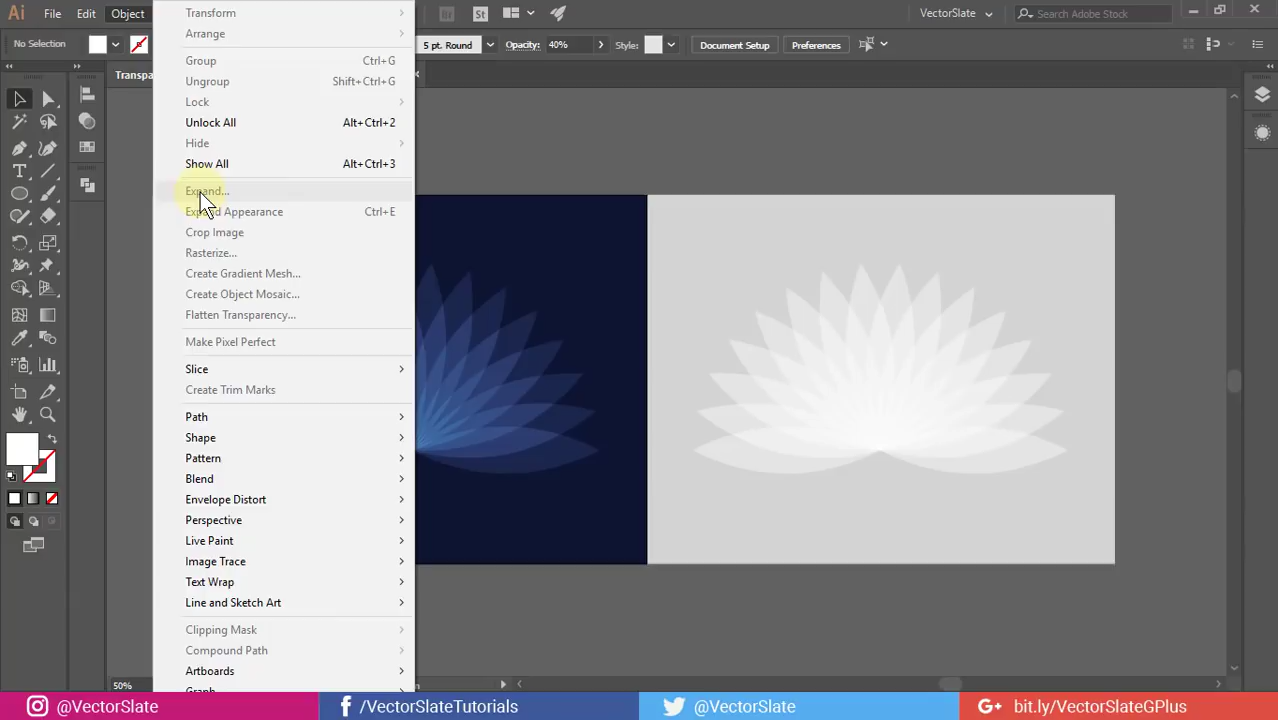 Ai File Edit Object Br St VectorSlate Search Adobe Stock
No Selection 5 pt. Round Opacity: 40% Style: Document Setup Preferences
Transpa
Transform
Arrange
Group Ctrl+G
Ungroup Shift+Ctrl+G
Lock
Unlock All Alt+Ctrl+2
Hide
Show All Alt+Ctrl+3
Expand...
Expand Appearance Ctrl+E
Crop Image
Rasterize...
Create Gradient Mesh...
Create Object Mosaic...
Flatten Transparency...
Make Pixel Perfect
Slice
Create Trim Marks
Path
Shape
Pattern
Blend
Envelope Distort
Perspective
Live Paint
Image Trace
Text Wrap
Line and Sketch Art
Clipping Mask
Compound Path
Artboards
Graph
50%
@VectorSlate /VectorSlateTutorials @VectorSlate G+ bit.ly/VectorSlateGPlus